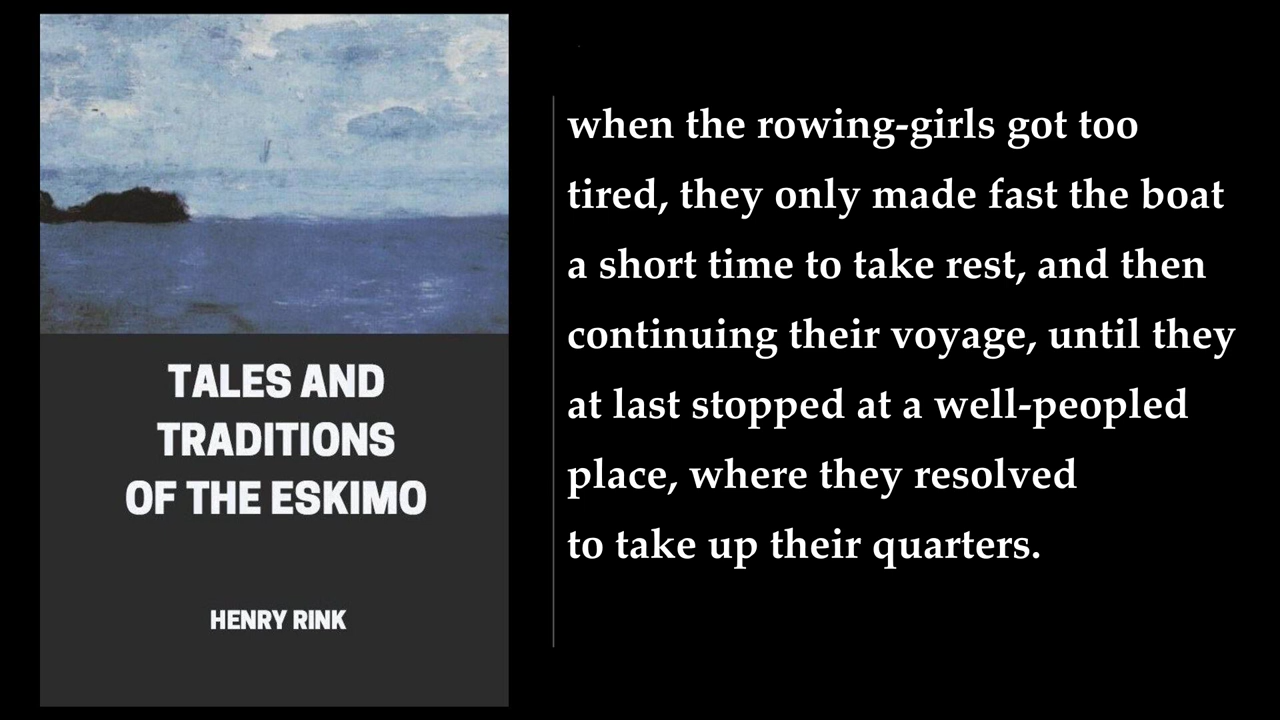 TALES AND
TRADITIONS
OF THE ESKIMO
HENRY RINK
when the rowing-girls got too
tired, they only made fast the boat
a short time to take rest, and then
continuing their voyage, until they
at last stopped at a well-peopled
place, where they resolved
to take up their quarters.